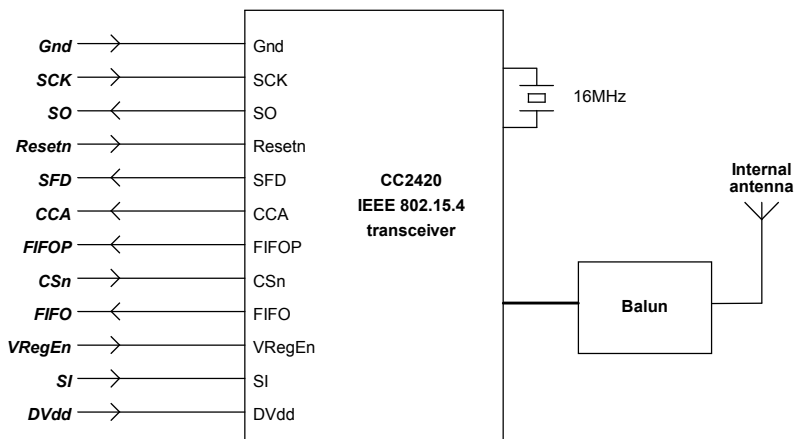 Gnd Gnd
SCK SCK
SO SO
Resetn Resetn
SFD SFD
CCA CCA
FIFOP FIFOP
CSn CSn
FIFO FIFO
VRegEn VRegEn
SI SI
DVdd DVdd
CC2420
IEEE 802.15.4
transceiver
16MHz
Internal
antenna
Balun